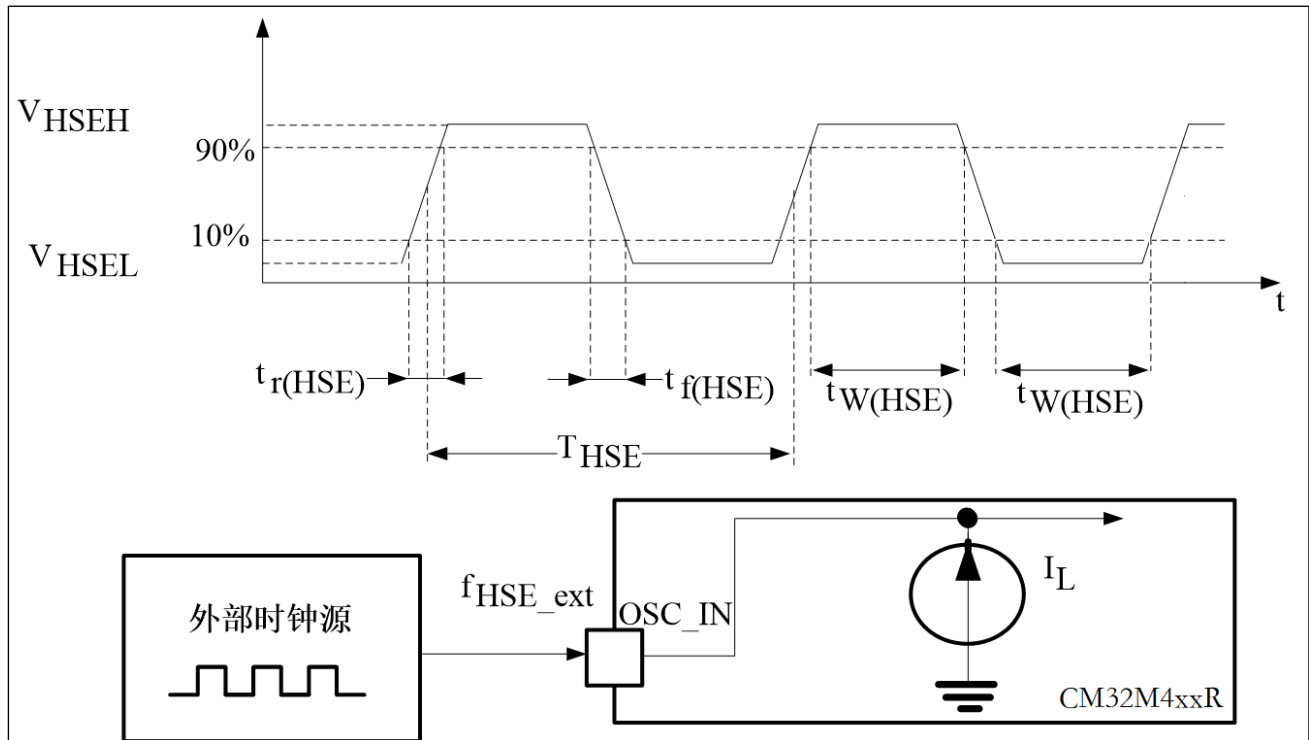 VHSEH
90%
10%
VHSEL
t
tr(HSE)
tf(HSE)
tW(HSE)
tW(HSE)
THSE
外部时钟源
fHSE_ext
OSC_IN
IL
CM32M4xxR